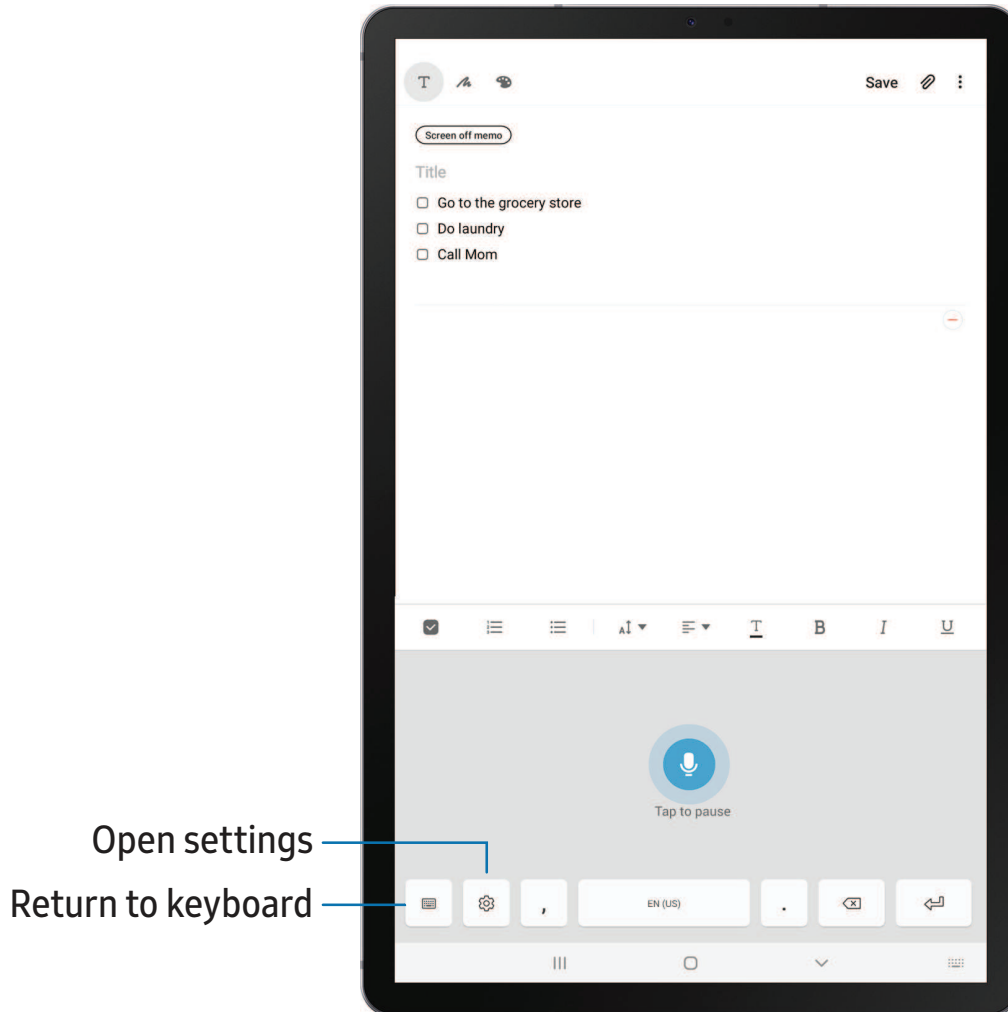 T Save
Screen off memo
Title
Go to the grocery store
Do laundry
Call Mom
A T B I U
Tap to pause
Open settings
Return to keyboard
, EN (US) .